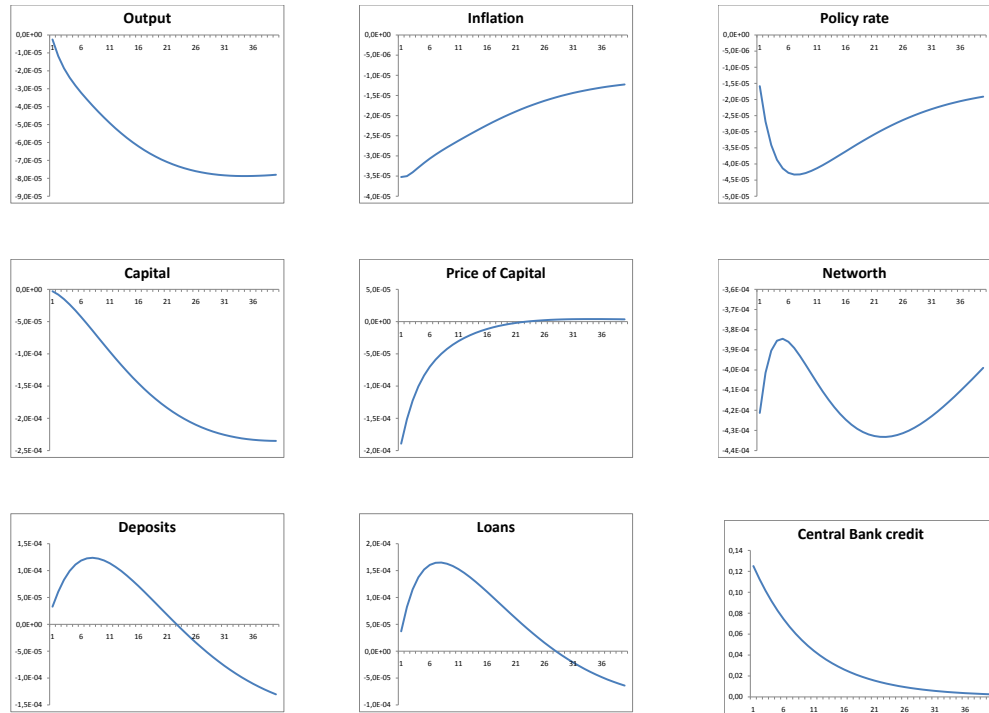 Output
0,0E+00
1 6 11 16 21 26 31 36
-1,0E-05
-2,0E-05
-3,0E-05
-4,0E-05
-5,0E-05
-6,0E-05
-7,0E-05
-8,0E-05
-9,0E-05
Inflation
0,0E+00
1 6 11 16 21 26 31 36
-5,0E-06
-1,0E-05
-1,5E-05
-2,0E-05
-2,5E-05
-3,0E-05
-3,5E-05
-4,0E-05
Policy rate
0,0E+00
1 6 11 16 21 26 31 36
-5,0E-06
-1,0E-05
-1,5E-05
-2,0E-05
-2,5E-05
-3,0E-05
-3,5E-05
-4,0E-05
-4,5E-05
-5,0E-05
Capital
0,0E+00
1 6 11 16 21 26 31 36
-5,0E-05
-1,0E-04
-1,5E-04
-2,0E-04
-2,5E-04
Price of Capital
5,0E-05
0,0E+00
1 6 11 16 21 26 31 36
-5,0E-05
-1,0E-04
-1,5E-04
-2,0E-04
Networth
-3,6E-04
1 6 11 16 21 26 31 36
-3,7E-04
-3,8E-04
-3,9E-04
-4,0E-04
-4,1E-04
-4,2E-04
-4,3E-04
-4,4E-04
Deposits
1,5E-04
1,0E-04
5,0E-05
0,0E+00
1 6 11 16 21 26 31 36
-5,0E-05
-1,0E-04
-1,5E-04
Loans
2,0E-04
1,5E-04
1,0E-04
5,0E-05
0,0E+00
1 6 11 16 21 26 31 36
-5,0E-05
-1,0E-04
Central Bank credit
0,14
0,12
0,10
0,08
0,06
0,04
0,02
0,00
1 6 11 16 21 26 31 36